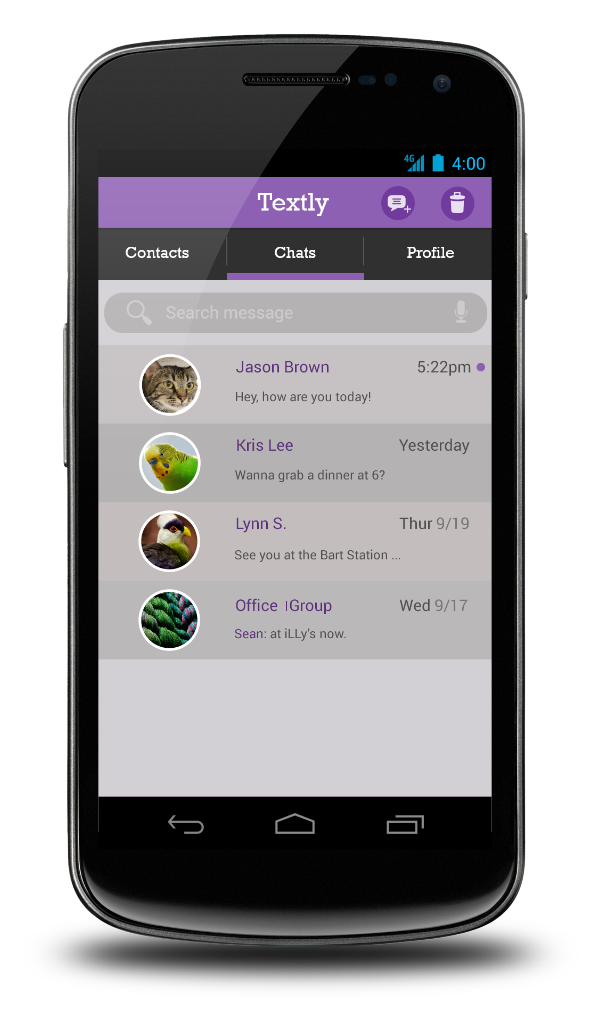 4G 4:00
Textly
Contacts Chats Profile
Search message
Jason Brown 5:22pm
Hey, how are you today!
Kris Lee Yesterday
Wanna grab a dinner at 6?
Lynn S. Thur 9/19
See you at the Bart Station ...
Office |Group Wed 9/17
Sean: at iLLy's now.